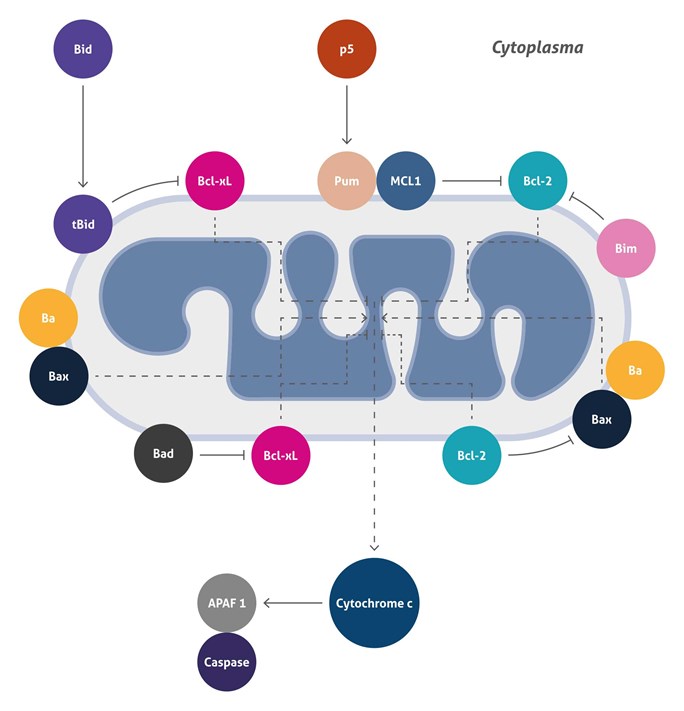 Bid
p5
Cytoplasma
Bcl-xL
Pum
MCL1
Bcl-2
tBid
Bim
Ba
Bax
Ba
Bax
Bad
Bcl-xL
Bcl-2
Cytochrome c
APAF 1
Caspase